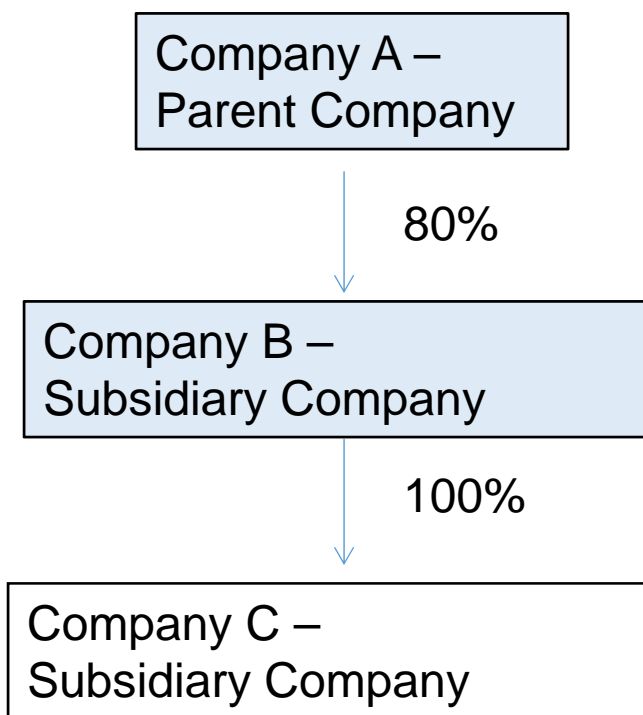 Company A –
Parent Company
80%
Company B –
Subsidiary Company
100%
Company C –
Subsidiary Company